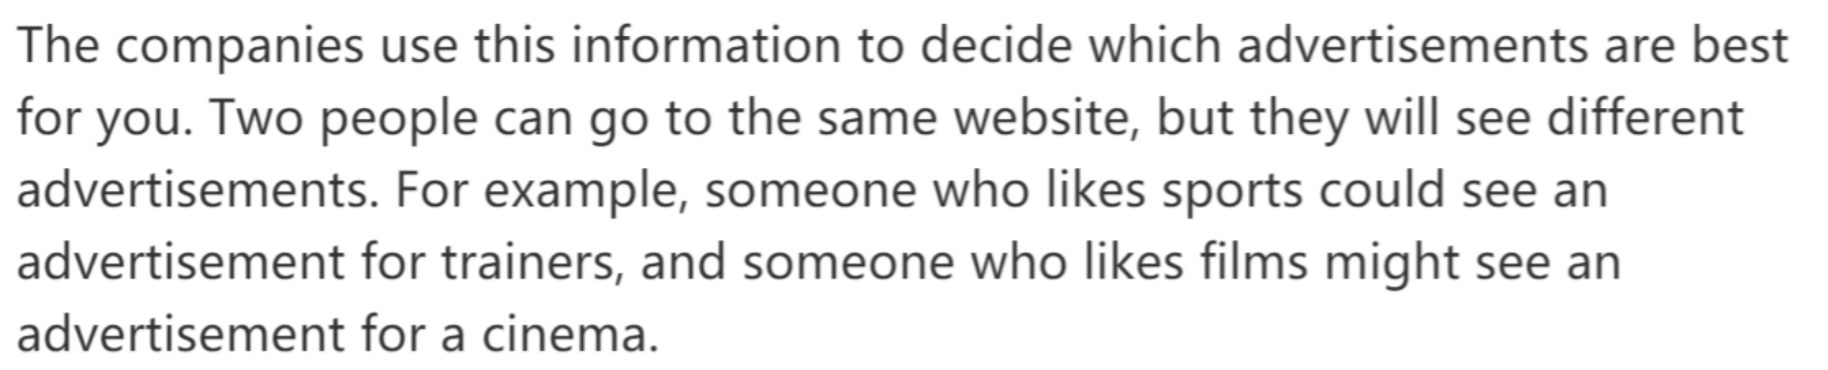 The companies use this information to decide which advertisements are best
for you. Two people can go to the same website, but they will see different
advertisements. For example, someone who likes sports could see an
advertisement for trainers, and someone who likes films might see an
advertisement for a cinema.